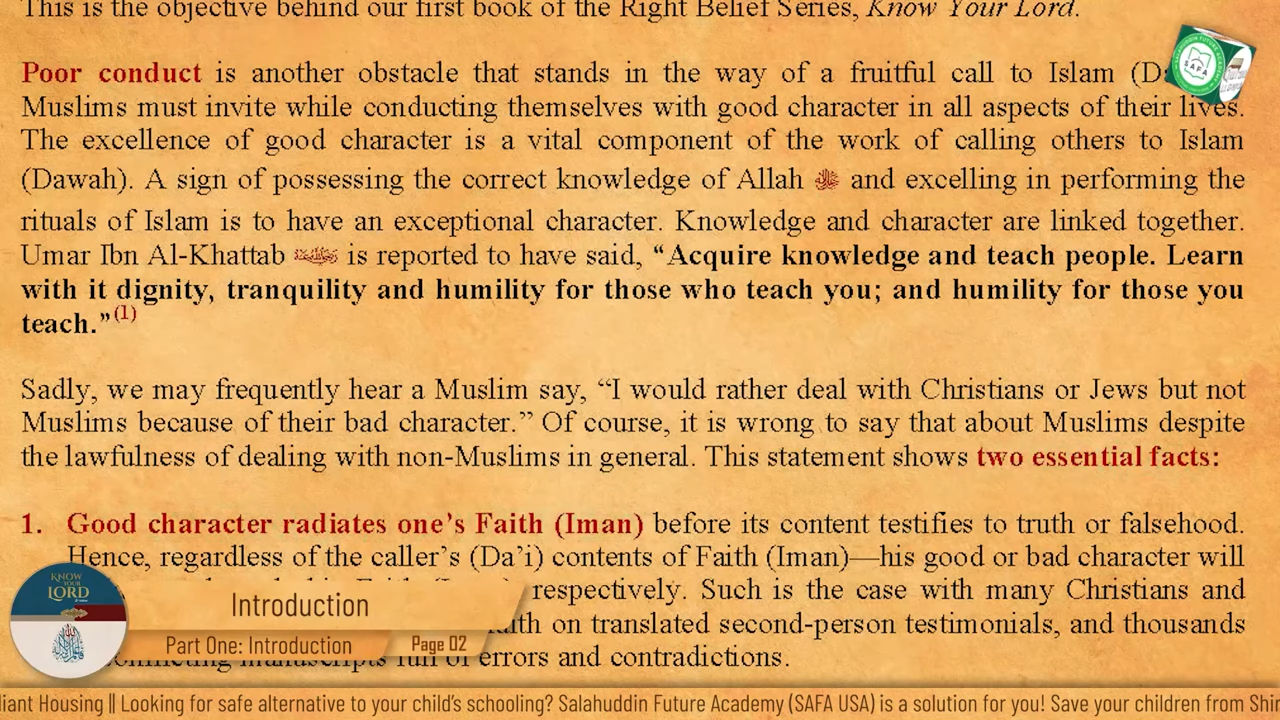 This is the objective behind our first book of the Right Belief Series, Know Your Lord.
Poor conduct is another obstacle that stands in the way of a fruitful call to Islam
Muslims must invite while conducting themselves with good character in all aspects of their lives.
The excellence of good character is a vital component of the work of calling others to Islam
(Dawah). A sign of possessing the correct knowledge of Allah ﷻ and excelling in performing the
rituals of Islam is to have an exceptional character. Knowledge and character are linked together.
Umar Ibn Al-Khattab is reported to have said, “Acquire knowledge and teach people. Learn
with it dignity, tranquility and humility for those who teach you; and humility for those you
teach.”(1)
Sadly, we may frequently hear a Muslim say, “I would rather deal with Christians or Jews but not
Muslims because of their bad character.” Of course, it is wrong to say that about Muslims despite
the lawfulness of dealing with non-Muslims in general. This statement shows two essential facts:
1. Good character radiates one’s Faith (Iman) before its content testifies to truth or falsehood.
Hence, regardless of the caller’s (Da’i) contents of Faith (Iman)—his good or bad character will
respectively. Such is the case with many Christians and
on translated second-person testimonials, and thousands
errors and contradictions.
SAFA
KNOW YOUR LORD
Introduction
Part One: Introduction
Page 02
Housing || Looking for safe alternative to your child’s schooling? Salahuddin Future Academy (SAFA USA) is a solution for you! Save your children from